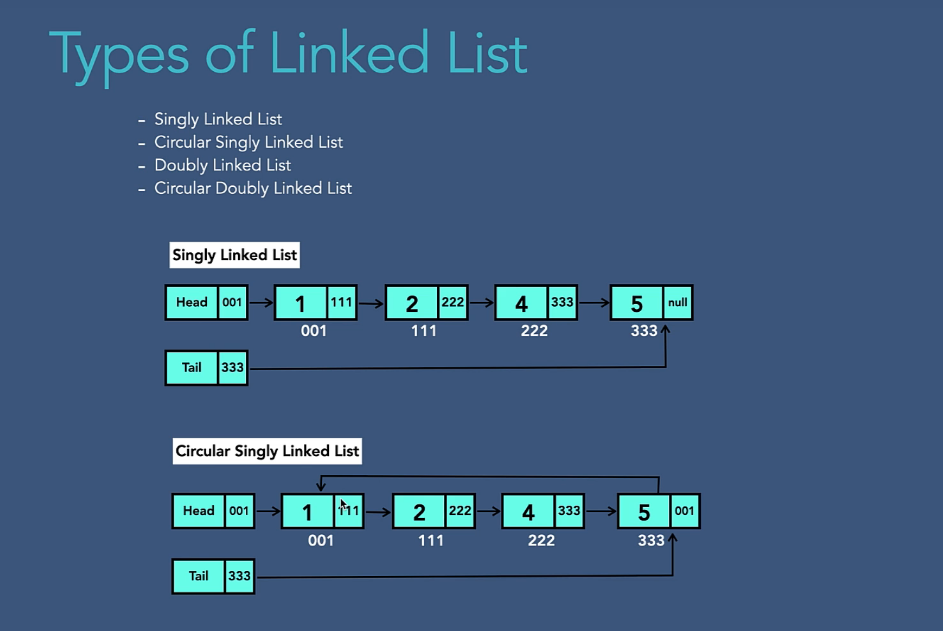 Types of Linked List
- Singly Linked List
- Circular Singly Linked List
- Doubly Linked List
- Circular Doubly Linked List
Singly Linked List
Head 001 1 111 2 222 4 333 5 null
001 111 222 333
Tail 333
Circular Singly Linked List
Head 001 1 111 2 222 4 333 5 001
001 111 222 333
Tail 333